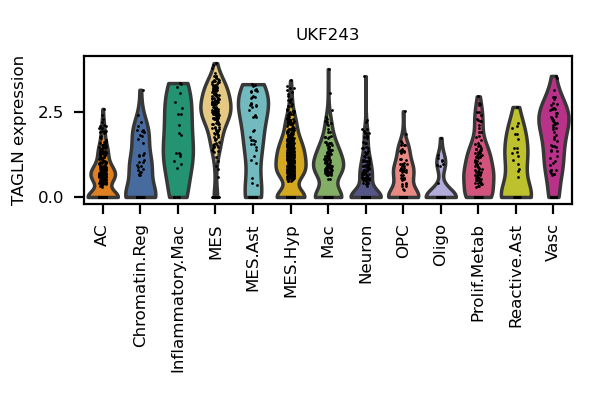 UKF243
TAGLN expression
2.5
0.0
AC
Chromatin.Reg
Inflammatory.Mac
MES
MES.Ast
MES.Hyp
Mac
Neuron
OPC
Oligo
Prolif.Metab
Reactive.Ast
Vasc